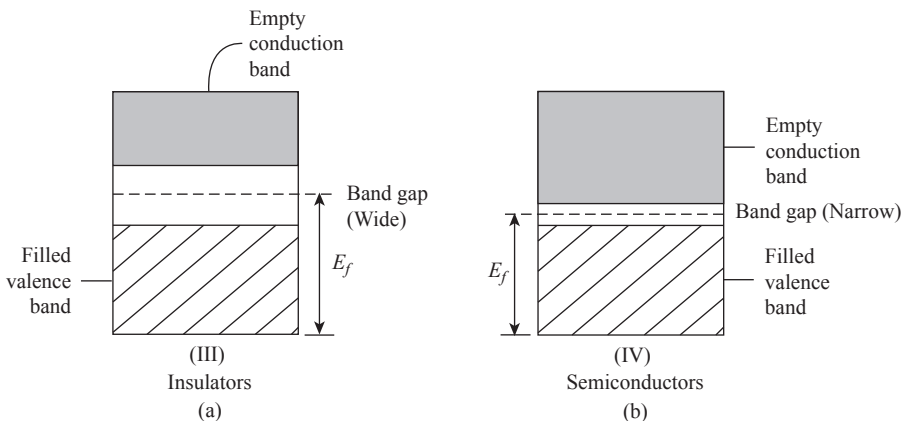 Empty
conduction
band
Band gap
(Wide)
Filled
valence
band
E_f
(III)
Insulators
(a)
Empty
conduction
band
Band gap (Narrow)
E_f
Filled
valence
band
(IV)
Semiconductors
(b)